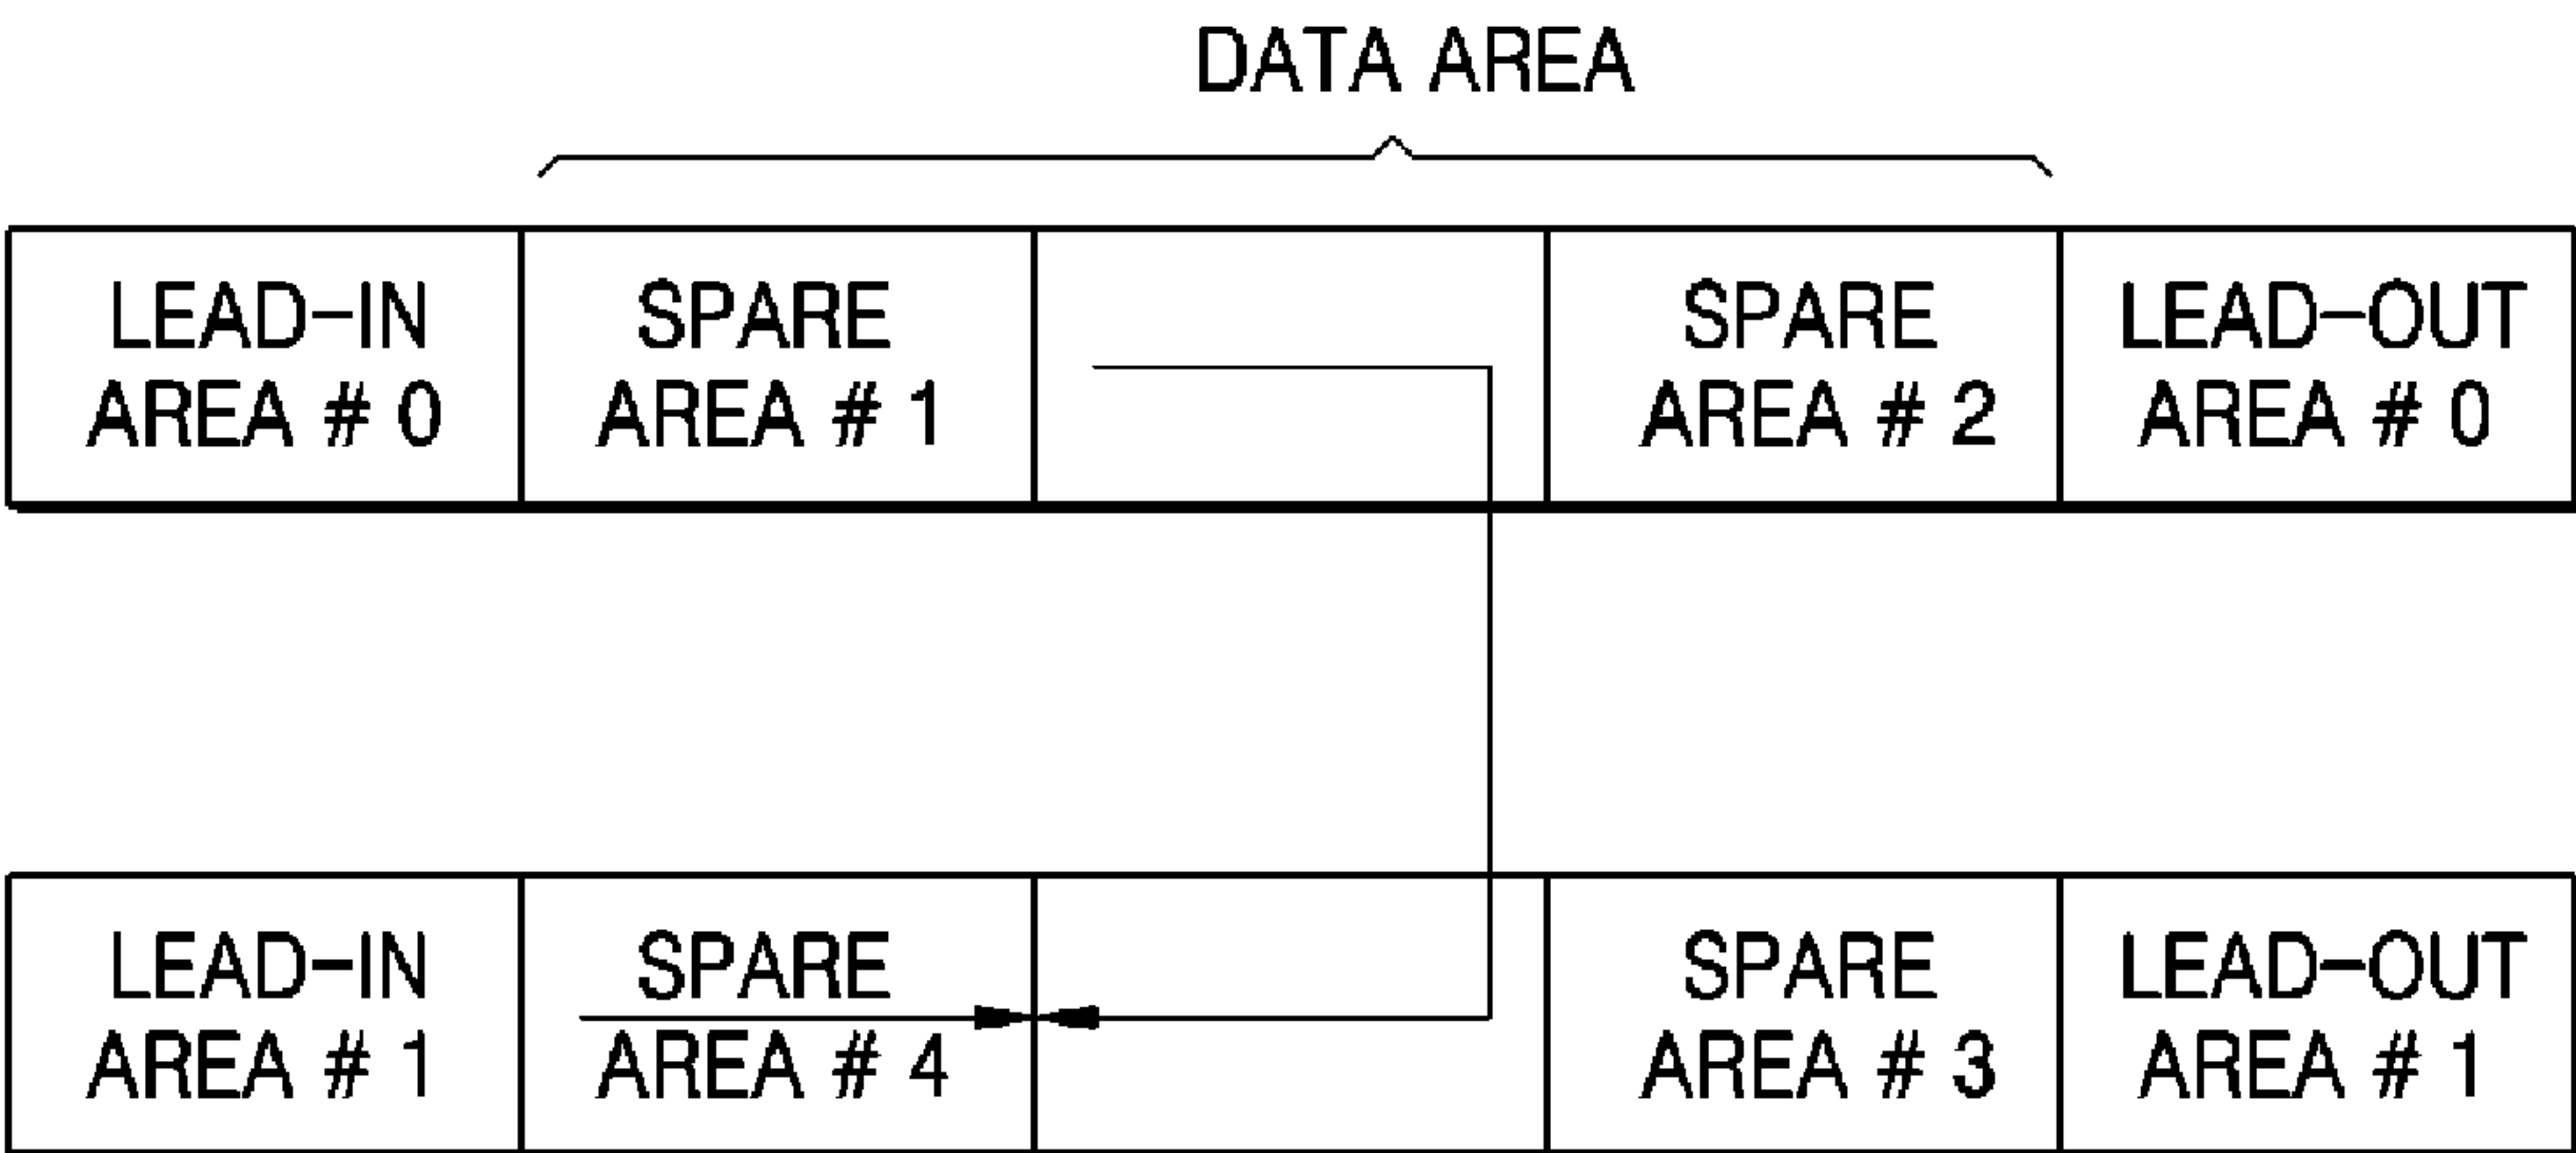 DATA AREA
LEAD-IN
AREA # 0
SPARE
AREA # 1
SPARE
AREA # 2
LEAD-OUT
AREA # 0
LEAD-IN
AREA # 1
SPARE
AREA # 4
SPARE
AREA # 3
LEAD-OUT
AREA # 1